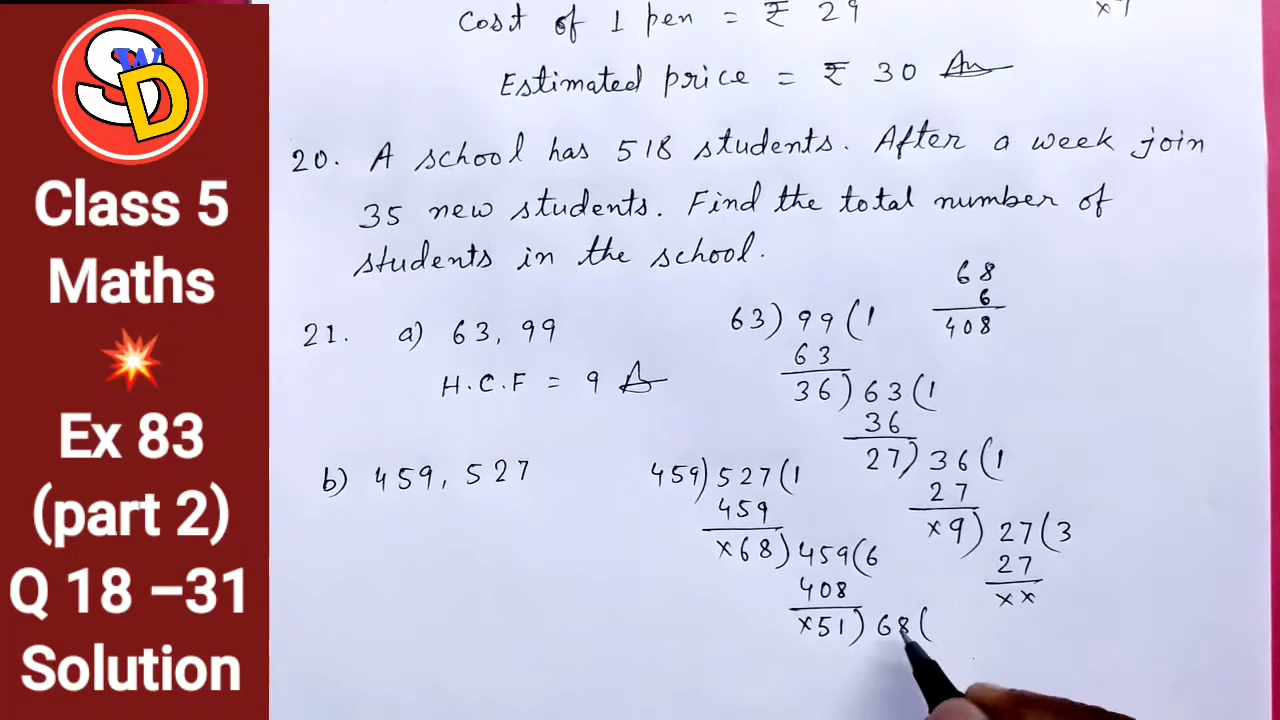 SWD
Class 5
Maths
Ex 83
(part 2)
Q 18 –31
Solution
Cost of 1 pen = ₹ 29
Estimated price = ₹ 30 Ans
20. A school has 518 students. After a week join
35 new students. Find the total number of
students in the school.
68
6
408
21. a) 63, 99
H.C.F = 9 A
63) 99 (1
63
36) 63 (1
36
27) 36 (1
27
×9) 27 (3
27
××
b) 459, 527
459) 527 (1
459
×68) 459 (6
408
×51) 68 (